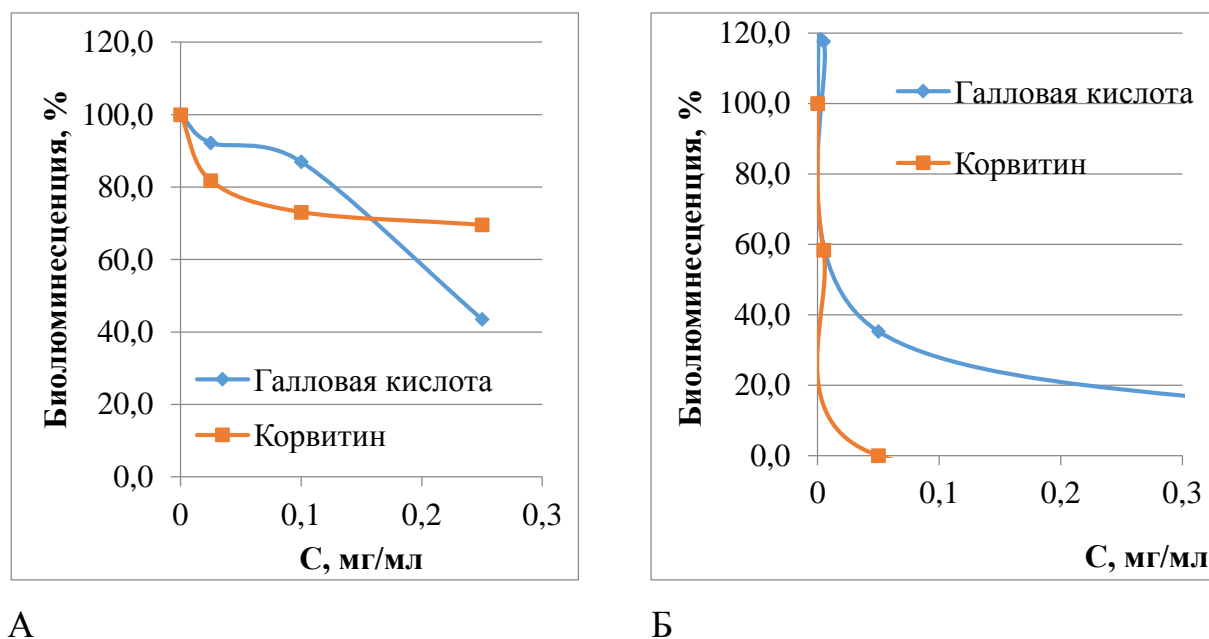 120,0
100,0
80,0
60,0
40,0
20,0
0,0
Биолюминесценция, %
Галловая кислота
Корвитин
0 0,1 0,2 0,3
С, мг/мл
А
120,0
100,0
80,0
60,0
40,0
20,0
0,0
Биолюминесценция, %
Галловая кислота
Корвитин
0 0,1 0,2 0,3
С, мг/мл
Б